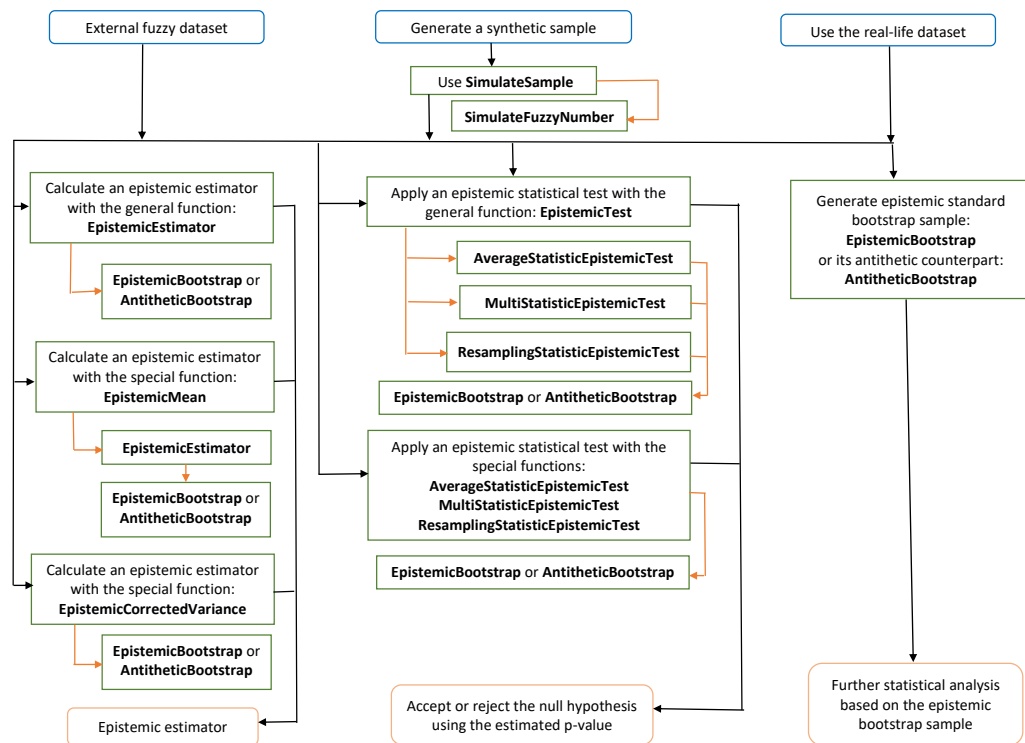 External fuzzy dataset
Generate a synthetic sample
Use the real-life dataset
Use SimulateSample
SimulateFuzzyNumber
Calculate an epistemic estimator
with the general function:
EpistemicEstimator
EpistemicBootstrap or
AntitheticBootstrap
Calculate an epistemic estimator
with the special function:
EpistemicMean
EpistemicEstimator
EpistemicBootstrap or
AntitheticBootstrap
Calculate an epistemic estimator
with the special function:
EpistemicCorrectedVariance
EpistemicBootstrap or
AntitheticBootstrap
Epistemic estimator
Apply an epistemic statistical test with the
general function: EpistemicTest
AverageStatisticEpistemicTest
MultiStatisticEpistemicTest
ResamplingStatisticEpistemicTest
EpistemicBootstrap or AntitheticBootstrap
Apply an epistemic statistical test with the
special functions:
AverageStatisticEpistemicTest
MultiStatisticEpistemicTest
ResamplingStatisticEpistemicTest
EpistemicBootstrap or AntitheticBootstrap
Accept or reject the null hypothesis
using the estimated p-value
Generate epistemic standard
bootstrap sample:
EpistemicBootstrap
or its antithetic counterpart:
AntitheticBootstrap
Further statistical analysis
based on the epistemic
bootstrap sample